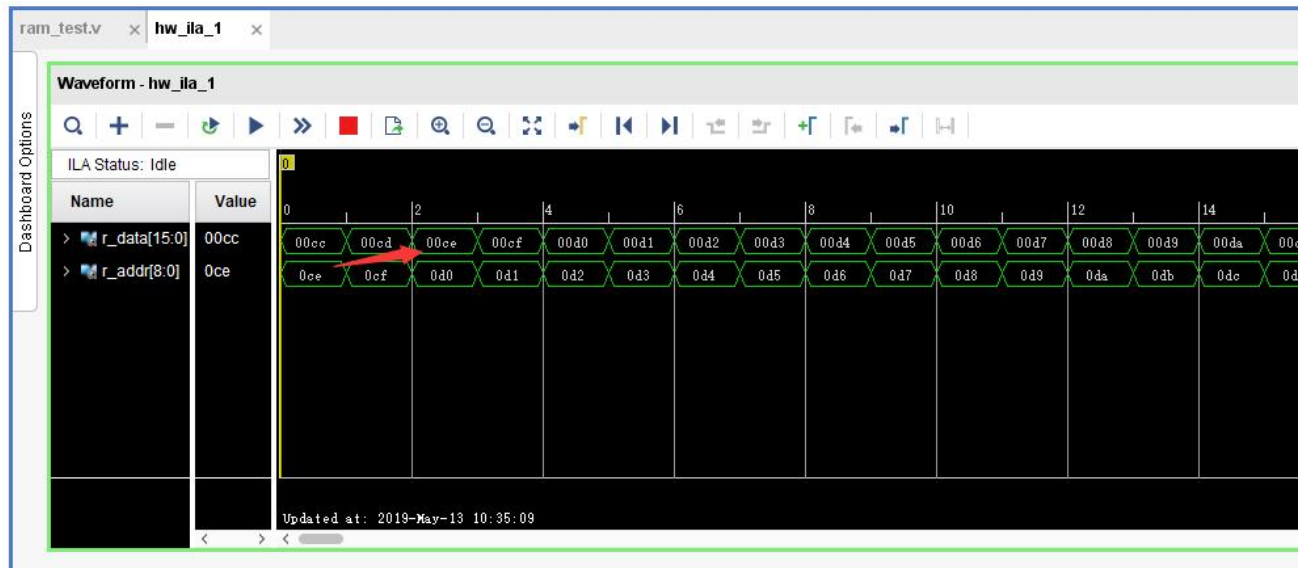 ram_test.v × hw_ila_1 ×
Dashboard Options
Waveform - hw_ila_1
ILA Status: Idle
0
Name Value
0 2 4 6 8 10 12 14
r_data[15:0] 00cc 00cc 00cd 00ce 00cf 00d0 00d1 00d2 00d3 00d4 00d5 00d6 00d7 00d8 00d9 00da
r_addr[8:0] 0ce 0ce 0cf 0d0 0d1 0d2 0d3 0d4 0d5 0d6 0d7 0d8 0d9 0da 0db 0dc
Updated at: 2019-May-13 10:35:09